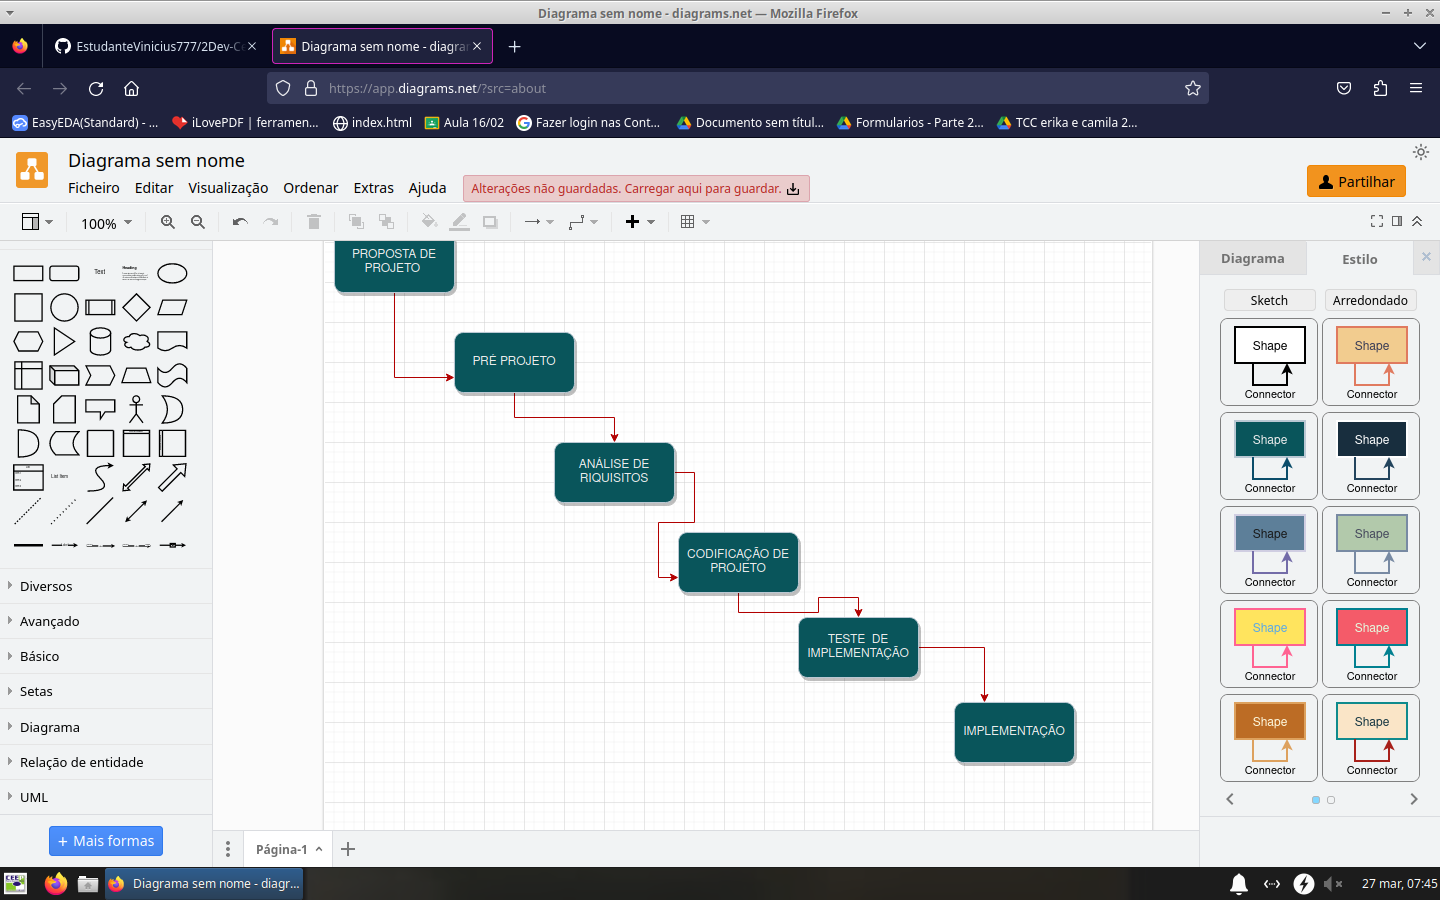 Diagrama sem nome - diagrams.net — Mozilla Firefox
EstudanteVinicius777/2Dev-C
Diagrama sem nome - diagra
https://app.diagrams.net/?src=about
EasyEDA(Standard) - ...
iLovePDF | ferramen...
index.html
Aula 16/02
Fazer login nas Cont...
Documento sem títul...
Formularios - Parte 2...
TCC erika e camila 2...
Diagrama sem nome
Ficheiro
Editar
Visualização
Ordenar
Extras
Ajuda
Alterações não guardadas. Carregar aqui para guardar.
Partilhar
100%
Text
Heading
List Item
Diversos
Avançado
Básico
Setas
Diagrama
Relação de entidade
UML
+ Mais formas
PROPOSTA DE
PROJETO
PRÉ PROJETO
ANÁLISE DE
RIQUISITOS
CODIFICAÇÃO DE
PROJETO
TESTE DE
IMPLEMENTAÇÃO
IMPLEMENTAÇÃO
Diagrama
Estilo
Sketch
Arredondado
Shape
Connector
Shape
Connector
Shape
Connector
Shape
Connector
Shape
Connector
Shape
Connector
Shape
Connector
Shape
Connector
Shape
Connector
Shape
Connector
Página-1
CEEP
Diagrama sem nome - diagr...
27 mar, 07:45